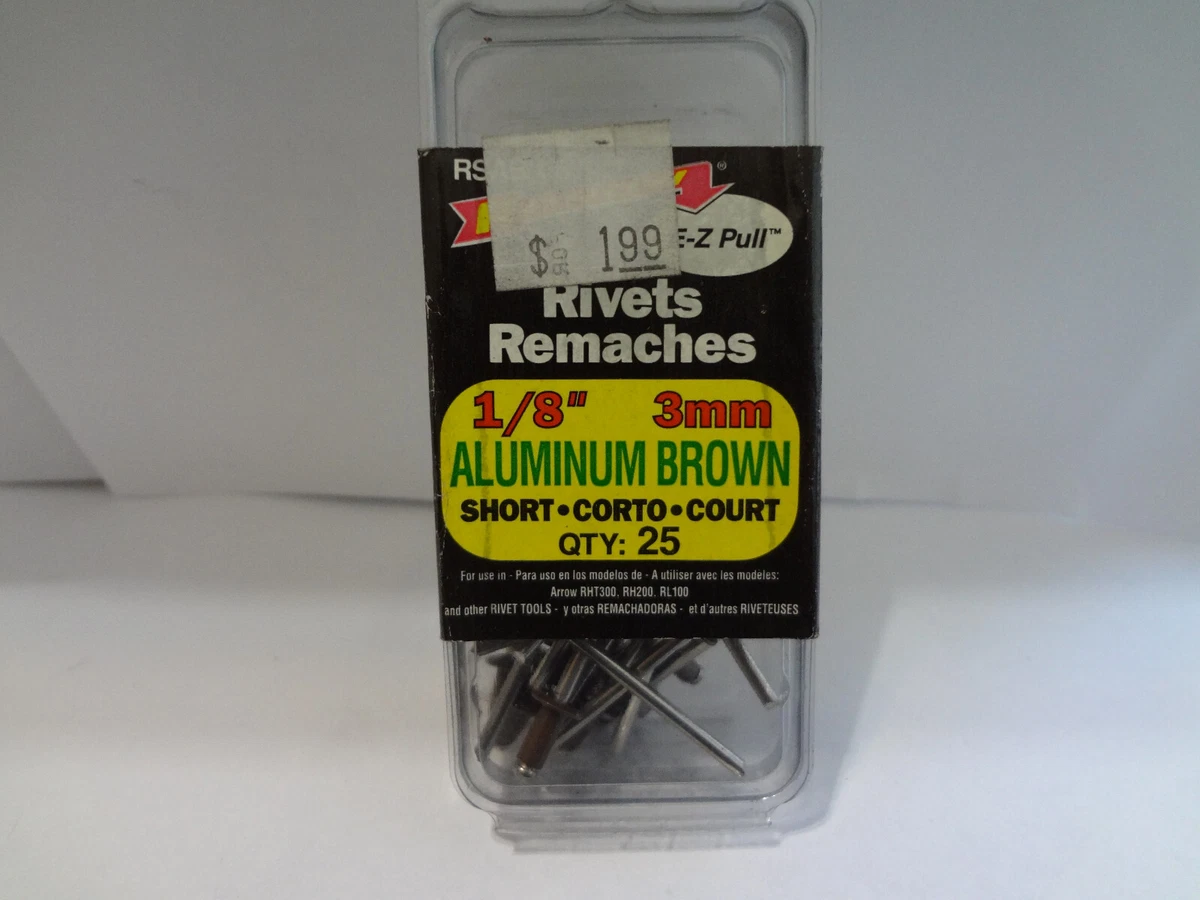 RS
$ 199
E-Z Pull™
Rivets
Remaches
1/8" 3mm
ALUMINUM BROWN
SHORT • CORTO • COURT
QTY: 25
For use in - Para uso en los modelos de - A utiliser avec les modèles:
Arrow RHT300, RH200, RL100
and other RIVET TOOLS - y otras REMACHADORAS - et d'autres RIVETEUSES